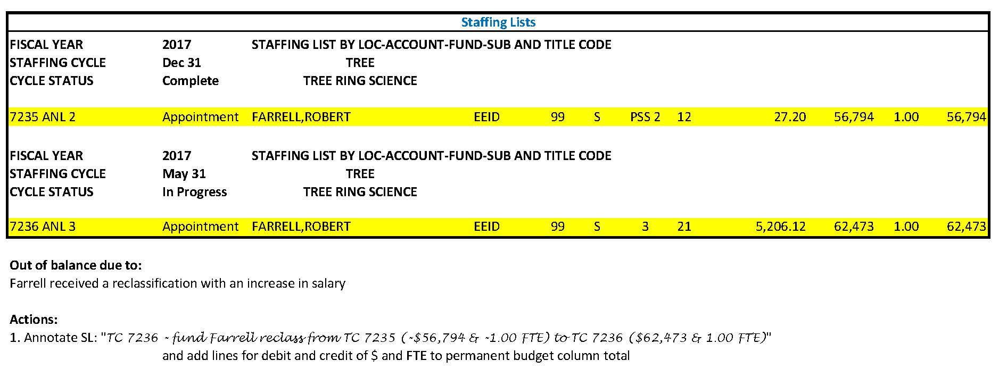 Staffing Lists
FISCAL YEAR 2017 STAFFING LIST BY LOC-ACCOUNT-FUND-SUB AND TITLE CODE
STAFFING CYCLE Dec 31 TREE
CYCLE STATUS Complete TREE RING SCIENCE
7235 ANL 2 Appointment FARRELL,ROBERT EEID 99 S PSS 2 12 27.20 56,794 1.00 56,794
FISCAL YEAR 2017 STAFFING LIST BY LOC-ACCOUNT-FUND-SUB AND TITLE CODE
STAFFING CYCLE May 31 TREE
CYCLE STATUS In Progress TREE RING SCIENCE
7236 ANL 3 Appointment FARRELL,ROBERT EEID 99 S 3 21 5,206.12 62,473 1.00 62,473
Out of balance due to:
Farrell received a reclassification with an increase in salary
Actions:
1. Annotate SL: "TC 7236 - fund Farrell reclass from TC 7235 (-$56,794 & -1.00 FTE) to TC 7236 ($62,473 & 1.00 FTE)"
and add lines for debit and credit of $ and FTE to permanent budget column total